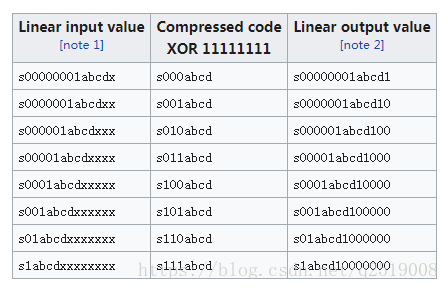 Linear input value Compressed code Linear output value
[note 1] XOR 11111111 [note 2]
s00000001abcdx s000abcd s00000001abcd1
s0000001abcdxx s001abcd s0000001abcd10
s000001abcdxxx s010abcd s000001abcd100
s00001abcdxxxx s011abcd s00001abcd1000
s0001abcdxxxxx s100abcd s0001abcd10000
s001abcdxxxxxx s101abcd s001abcd100000
s01abcdxxxxxxx s110abcd s01abcd1000000
s1abcdxxxxxxxx s111abcd s1abcd10000000
https://blog.csdn.net/q2519008